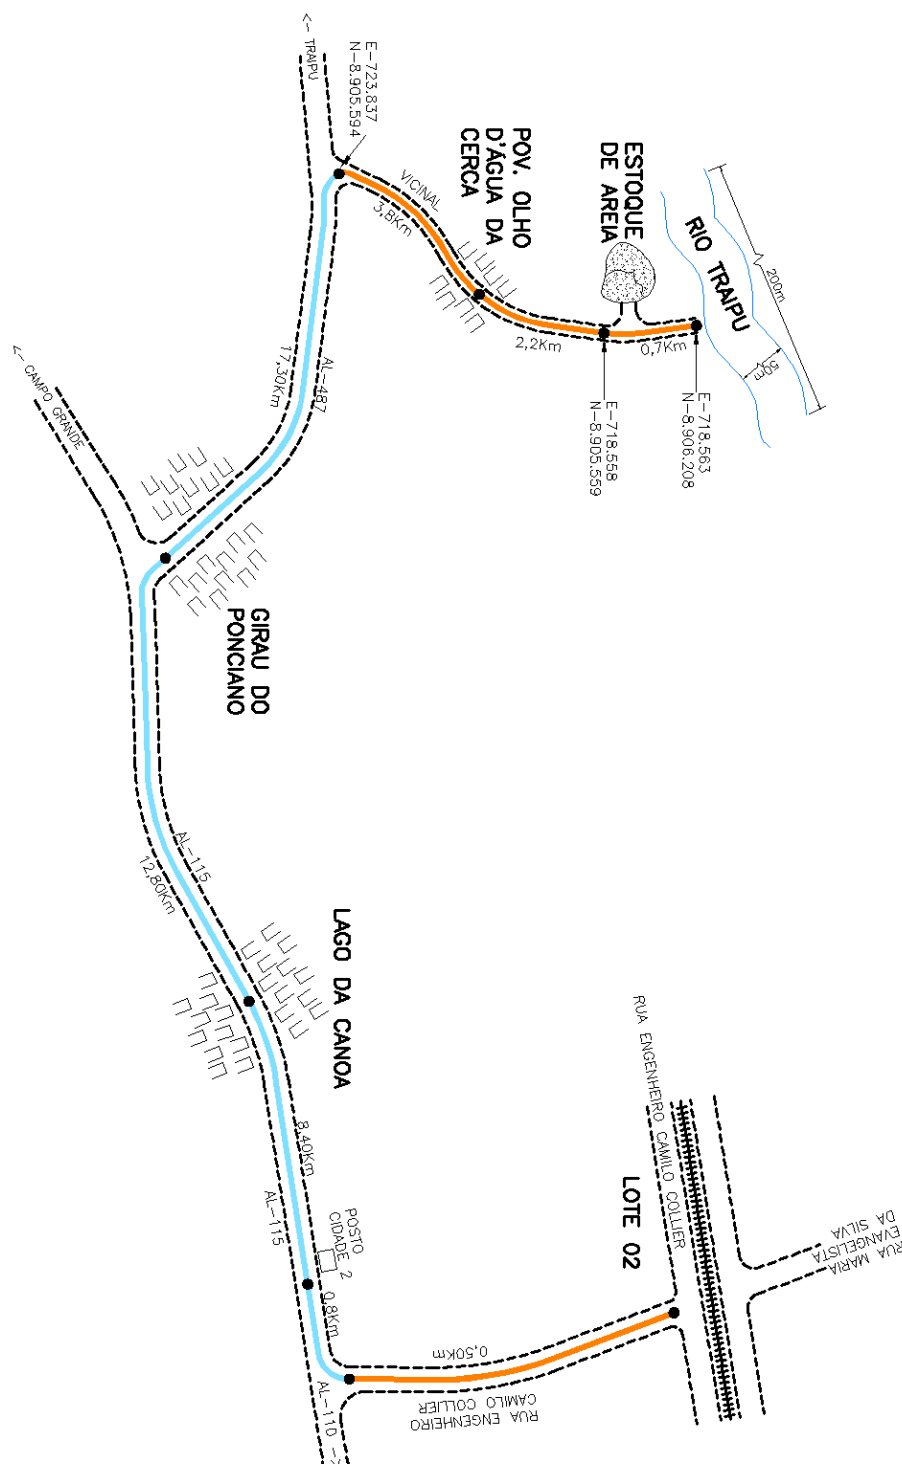 <- TRAIPU
E-723.837
N-8.905.594
VICINAL
3,8Km
POV. OLHO
D'ÁGUA DA
CERCA
ESTOQUE
DE AREIA
RIO TRAIPU
200m
50m
2,2Km
0,7Km
E-718.563
N-8.906.208
E-718.558
N-8.905.559
AL-487
17,30Km
<- CAMPO GRANDE
GIRAU DO
PONCIANO
AL-115
12,80Km
LAGO DA CANOA
8,40Km
AL-115
POSTO
CIDADE 2
0,8Km
AL-110 ->
0,50Km
RUA ENGENHEIRO
CAMILO COLLIER
LOTE 02
RUA ENGENHEIRO CAMILO COLLIER
RUA MARIA
EVANGELISTA
DA SILVA